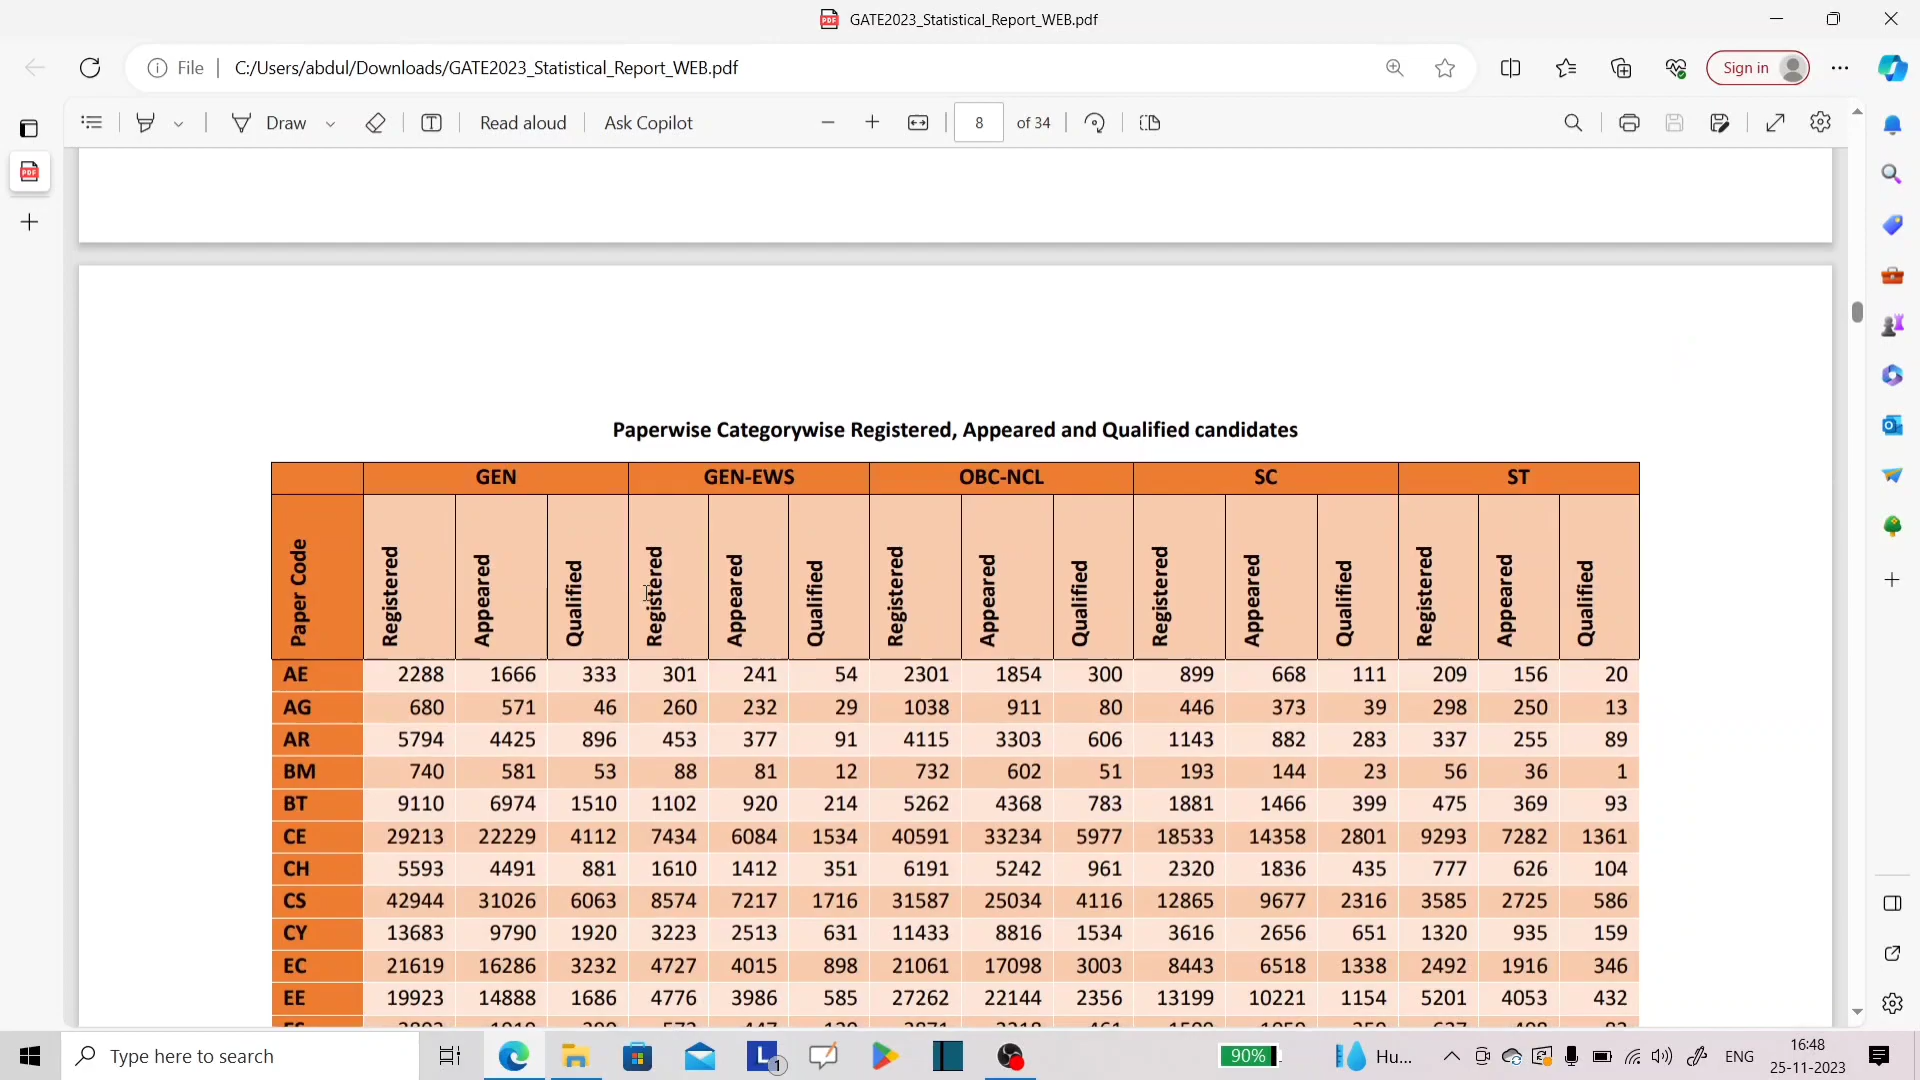 GATE2023_Statistical_Report_WEB.pdf
File C:/Users/abdul/Downloads/GATE2023_Statistical_Report_WEB.pdf Sign in
Draw Read aloud Ask Copilot 8 of 34
Paperwise Categorywise Registered, Appeared and Qualified candidates
GEN GEN-EWS OBC-NCL SC ST
Paper Code Registered Appeared Qualified Registered Appeared Qualified Registered Appeared Qualified Registered Appeared Qualified Registered Appeared Qualified
AE 2288 1666 333 301 241 54 2301 1854 300 899 668 111 209 156 20
AG 680 571 46 260 232 29 1038 911 80 446 373 39 298 250 13
AR 5794 4425 896 453 377 91 4115 3303 606 1143 882 283 337 255 89
BM 740 581 53 88 81 12 732 602 51 193 144 23 56 36 1
BT 9110 6974 1510 1102 920 214 5262 4368 783 1881 1466 399 475 369 93
CE 29213 22229 4112 7434 6084 1534 40591 33234 5977 18533 14358 2801 9293 7282 1361
CH 5593 4491 881 1610 1412 351 6191 5242 961 2320 1836 435 777 626 104
CS 42944 31026 6063 8574 7217 1716 31587 25034 4116 12865 9677 2316 3585 2725 586
CY 13683 9790 1920 3223 2513 631 11433 8816 1534 3616 2656 651 1320 935 159
EC 21619 16286 3232 4727 4015 898 21061 17098 3003 8443 6518 1338 2492 1916 346
EE 19923 14888 1686 4776 3986 585 27262 22144 2356 13199 10221 1154 5201 4053 432
Type here to search 90% Hu... ENG 16:48
25-11-2023